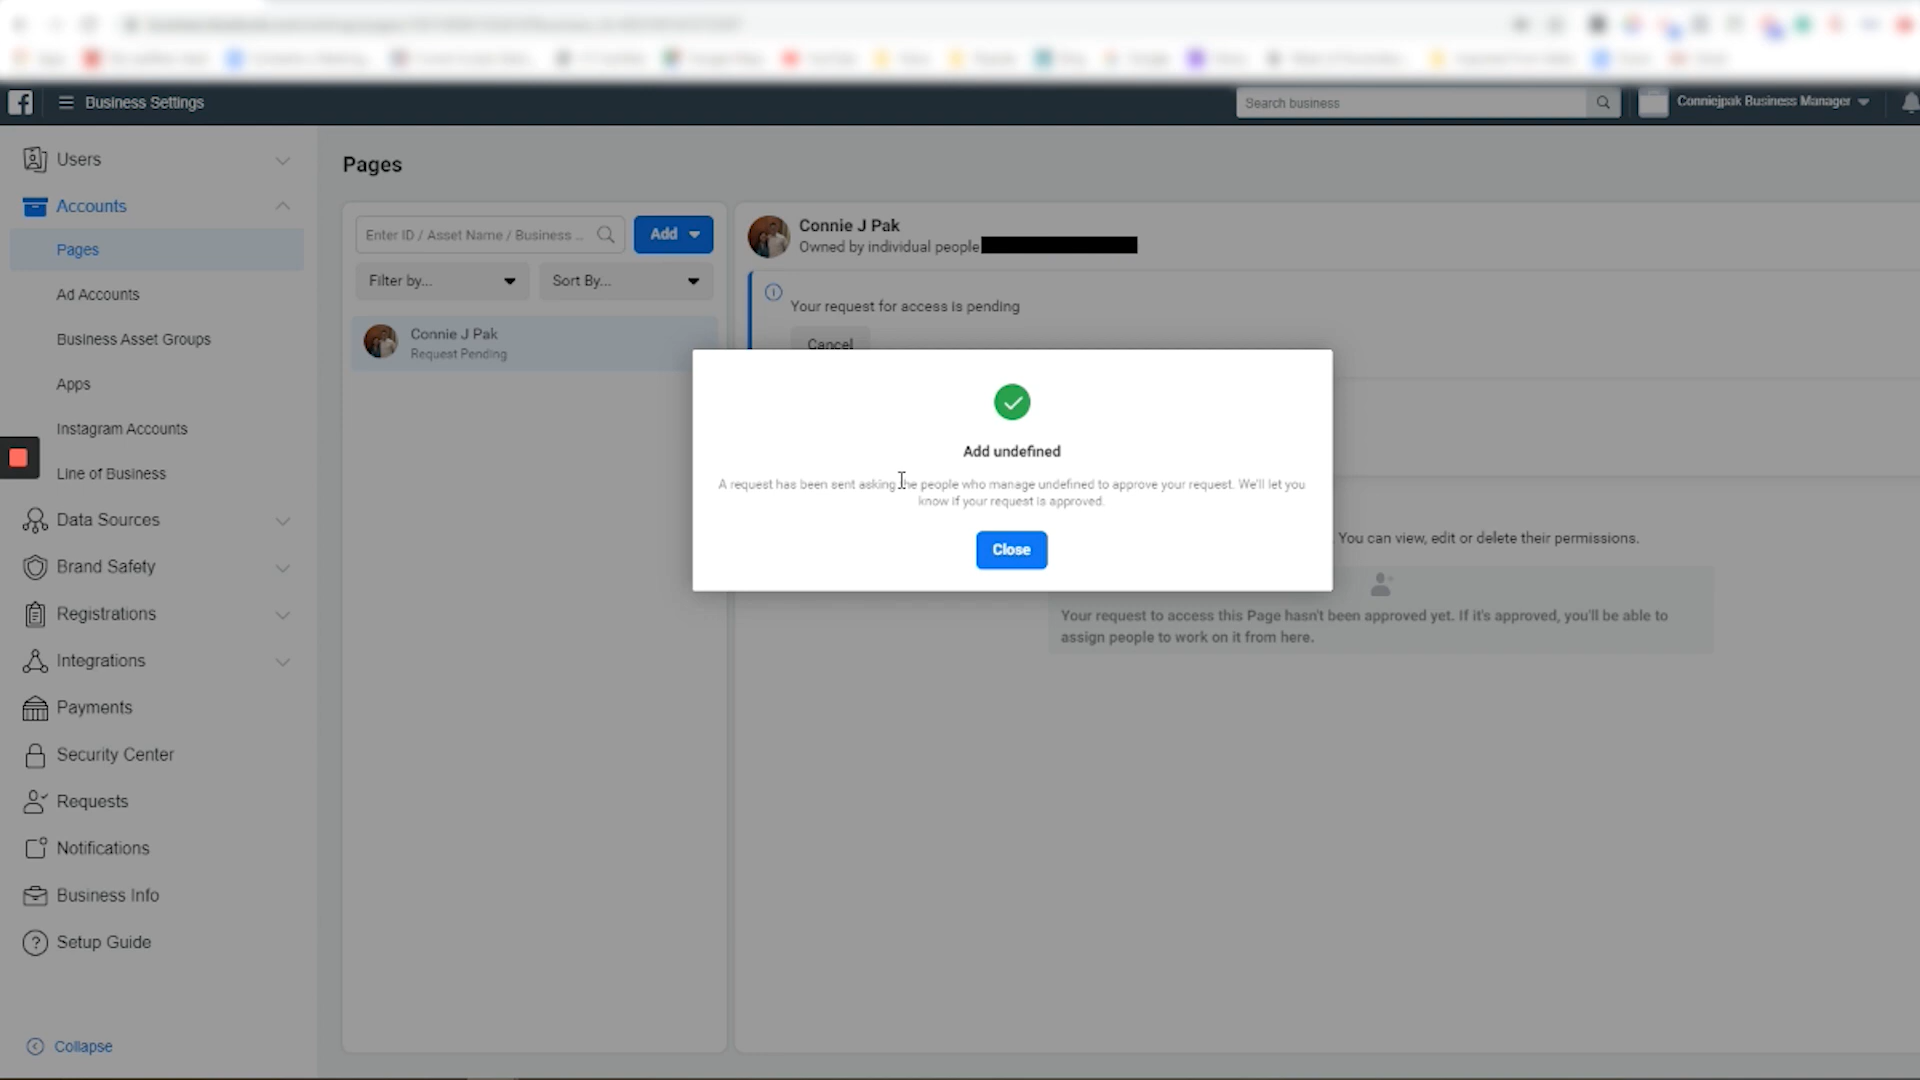 Business Settings
Search business
Conniejpak Business Manager
Users
Accounts
Pages
Ad Accounts
Business Asset Groups
Apps
Instagram Accounts
Line of Business
Data Sources
Brand Safety
Registrations
Integrations
Payments
Security Center
Requests
Notifications
Business Info
Setup Guide
Collapse
Pages
Enter ID / Asset Name / Business ...
Add
Filter by...
Sort By...
Connie J Pak
Request Pending
Connie J Pak
Owned by individual people
Your request for access is pending
Cancel
Add undefined
A request has been sent asking the people who manage undefined to approve your request. We'll let you
know if your request is approved.
Close
. You can view, edit or delete their permissions.
Your request to access this Page hasn't been approved yet. If it's approved, you'll be able to
assign people to work on it from here.